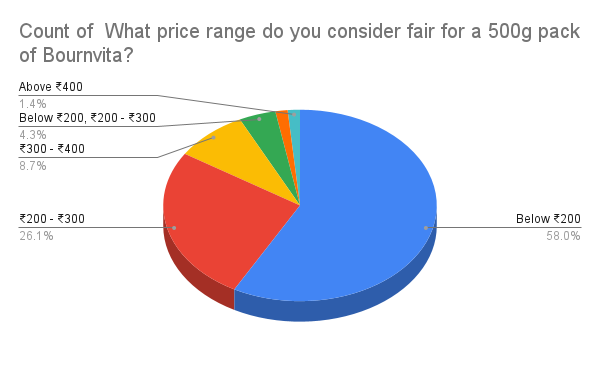 Count of  What price range do you consider fair for a 500g pack
of Bournvita?
Above ₹400
1.4%
Below ₹200, ₹200 - ₹300
4.3%
₹300 - ₹400
8.7%
₹200 - ₹300
26.1%
Below ₹200
58.0%